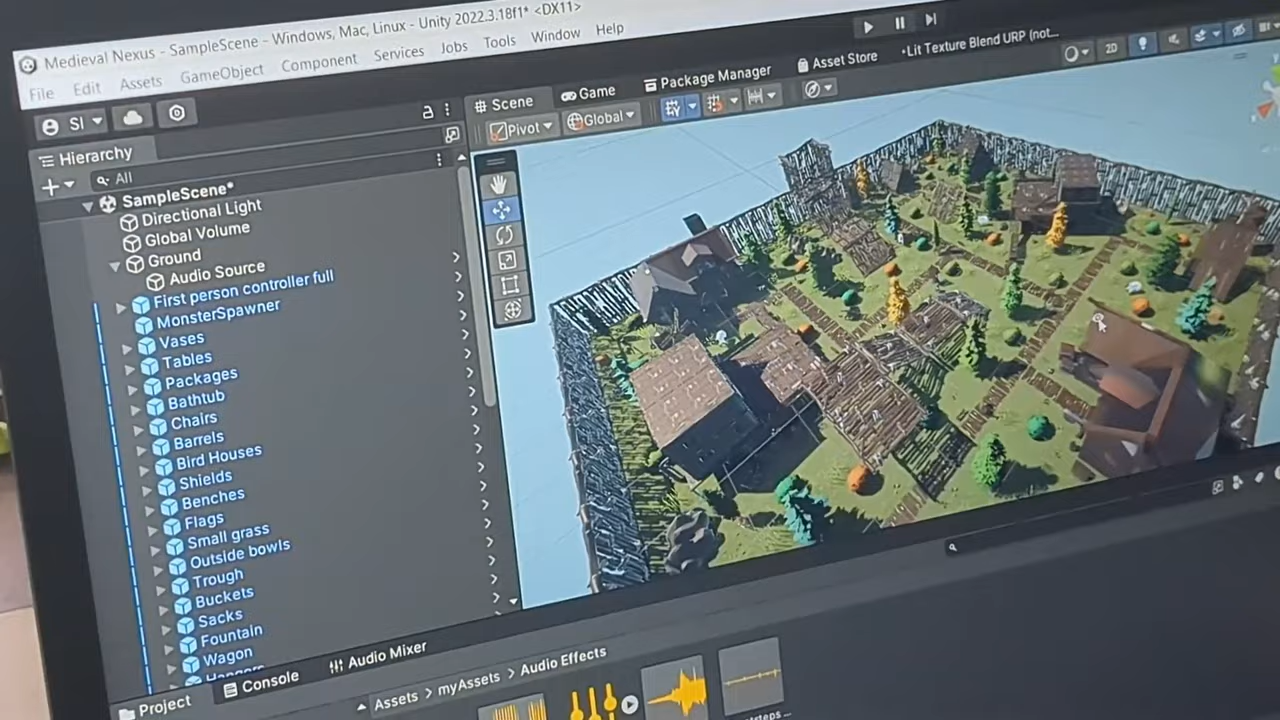 Medieval Nexus - SampleScene - Windows, Mac, Linux - Unity 2022.3.18f1* <DX11>
File Edit Assets GameObject Component Services Jobs Tools Window Help
SI
Hierarchy
All
SampleScene*
Directional Light
Global Volume
Ground
Audio Source
First person controller full
MonsterSpawner
Vases
Tables
Packages
Bathtub
Chairs
Barrels
Bird Houses
Shields
Benches
Flags
Small grass
Outside bowls
Trough
Buckets
Sacks
Fountain
Wagon
Scene Game Package Manager Asset Store •Lit Texture Blend URP (not...
Pivot Global 2D
Project Console Audio Mixer
Assets > myAssets > Audio Effects